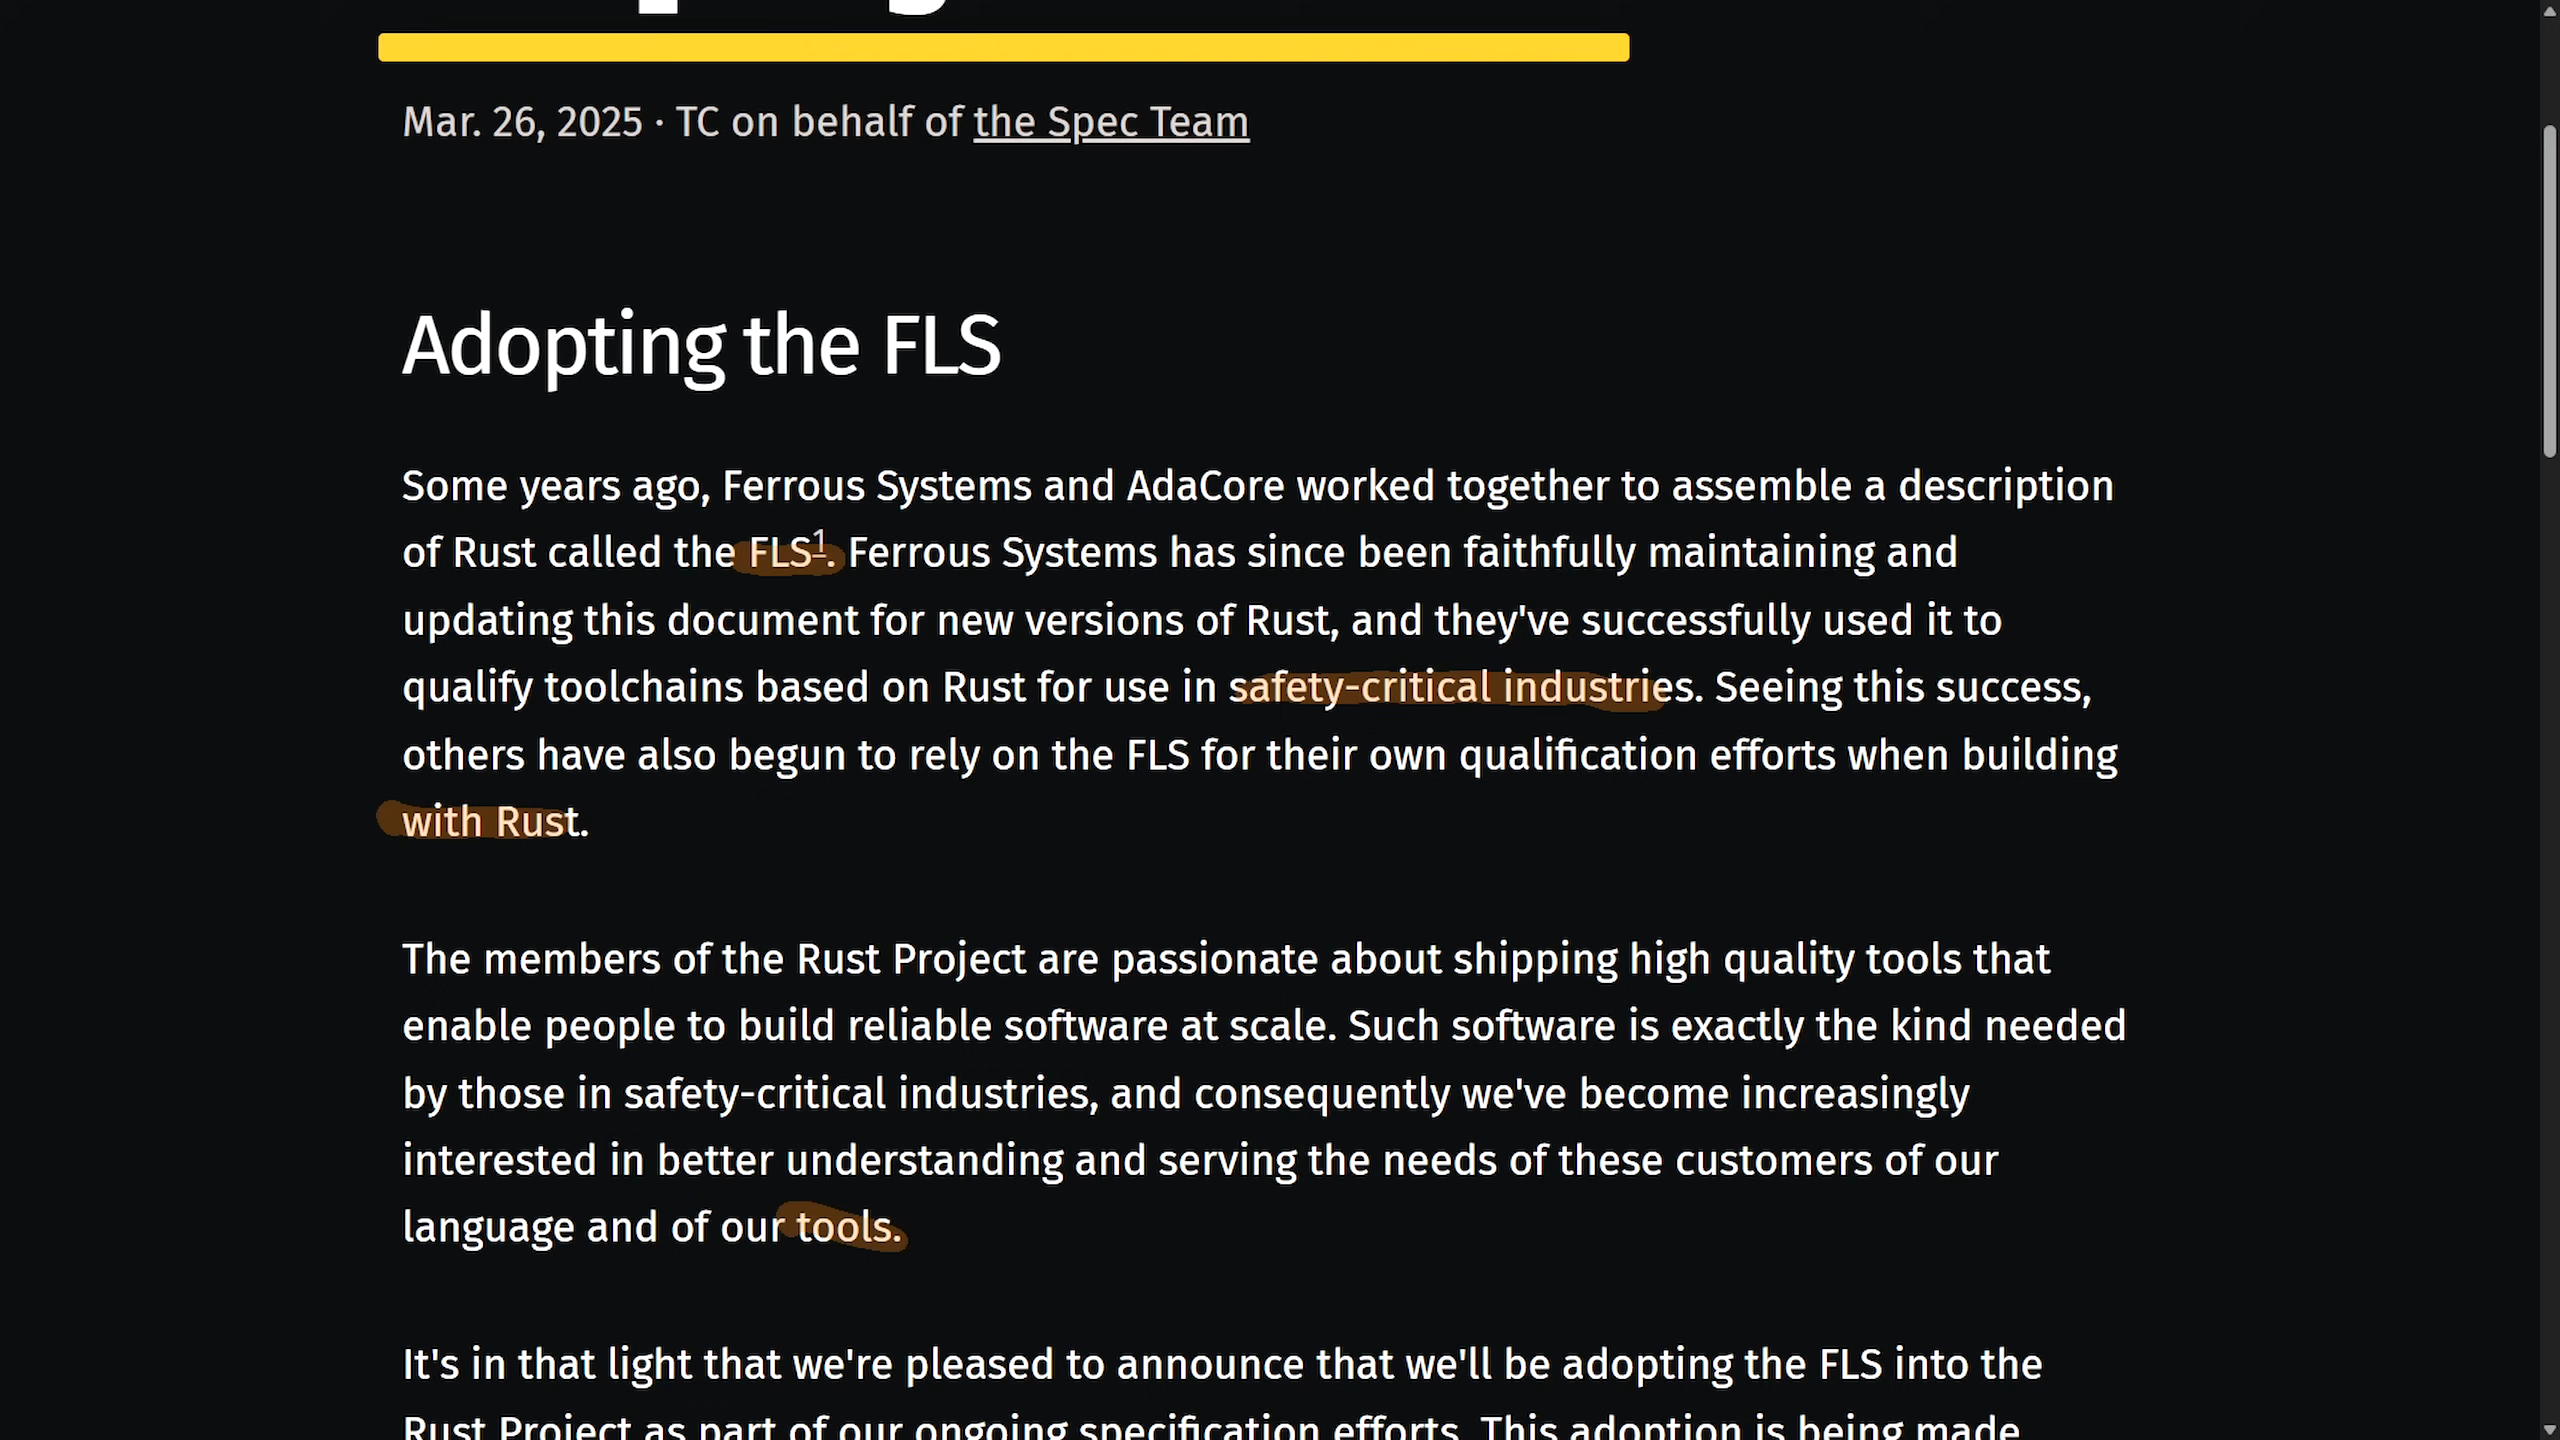 Mar. 26, 2025 · TC on behalf of the Spec Team
Adopting the FLS
Some years ago, Ferrous Systems and AdaCore worked together to assemble a description
of Rust called the FLS1. Ferrous Systems has since been faithfully maintaining and
updating this document for new versions of Rust, and they've successfully used it to
qualify toolchains based on Rust for use in safety-critical industries. Seeing this success,
others have also begun to rely on the FLS for their own qualification efforts when building
with Rust.
The members of the Rust Project are passionate about shipping high quality tools that
enable people to build reliable software at scale. Such software is exactly the kind needed
by those in safety-critical industries, and consequently we've become increasingly
interested in better understanding and serving the needs of these customers of our
language and of our tools.
It's in that light that we're pleased to announce that we'll be adopting the FLS into the
Rust Project as part of our ongoing specification efforts. This adoption is being made